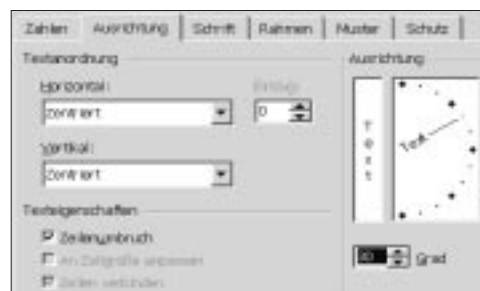 Zahlen Ausrichtung Schrift Rahmen Muster Schutz
Textanordnung
Horizontal:
Zentriert
Einzug:
0
Vertikal:
Zentriert
Texteigenschaften
Zeilenumbruch
An Zellgröße anpassen
Zellen verbinden
Ausrichtung
Text
Text
Grad